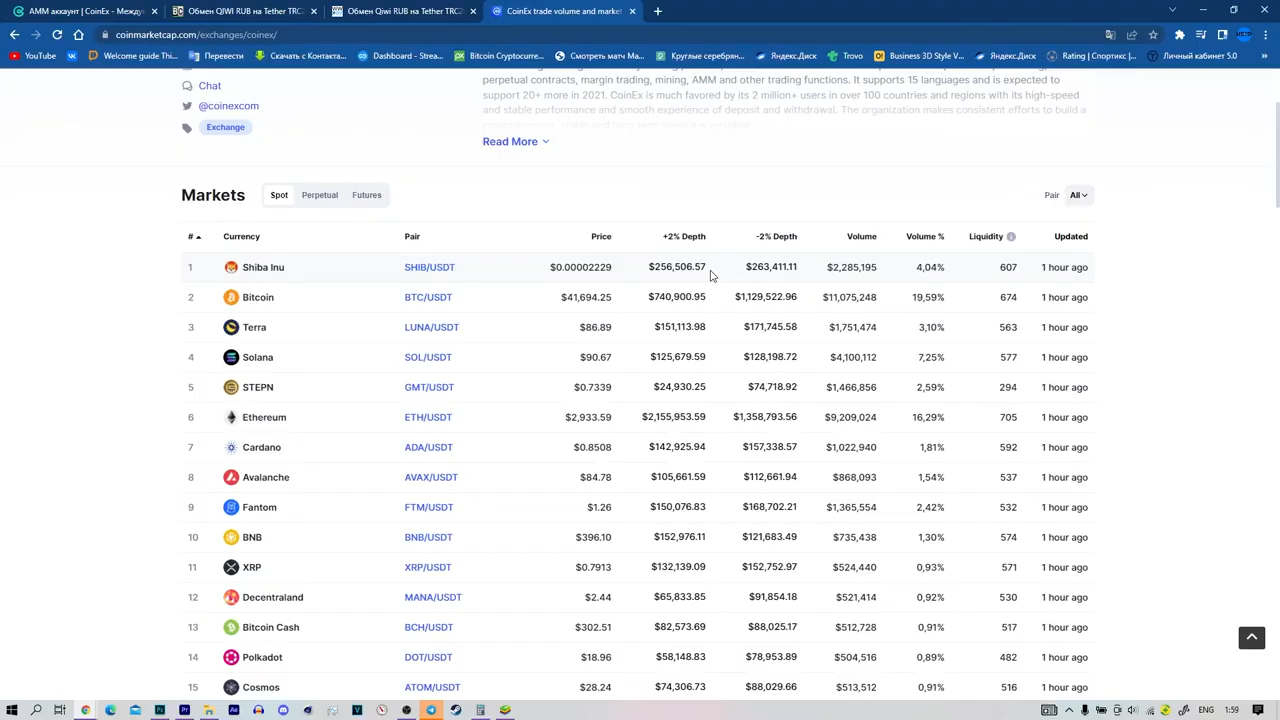 AMM аккаунт | CoinEx - Между
BD Обмен Tether TRC20 (USDT)
BD Обмен RUB Tether TRC20
CoinEx trade volume and market
coinmarketcap.com/exchanges/coinex/
YouTube VK Welcome guide Thi... Скачать с Контакта... Dashboard - Strea... Bitcoin Cryptocurre... Смотреть мач Ма... Круглые серебрян... Яндекс.Диск Trovo Business 3D Style V... Яндекс.Диск Rating | Спортикс |... Визитка Online 5.0
perpetual contracts, margin trading, mining, AMM and other trading functions. It supports 15 languages and is expected to
Chat
support 20+ more in 2021. CoinEx is much favored by its 2 million+ users in over 100 countries and regions with its high-speed
@coinexcom
and stable performance and smooth experience of deposit and withdrawal. The organization makes consistent efforts to build a
Exchange
Read More
Markets Spot Perpetual Futures Pair All
# Currency Pair Price +2% Depth -2% Depth Volume Volume % Liquidity Updated
1 Shiba Inu SHIB/USDT $0.00002229 $256,506.57 $263,411.11 $2,285,195 4,04% 607 1 hour ago
2 Bitcoin BTC/USDT $41,694.25 $740,900.95 $1,129,522.96 $11,075,248 19,59% 674 1 hour ago
3 Terra LUNA/USDT $86.89 $151,113.98 $171,745.58 $1,751,474 3,10% 563 1 hour ago
4 Solana SOL/USDT $90.67 $125,679.59 $128,198.72 $4,100,112 7,25% 577 1 hour ago
5 STEPN GMT/USDT $0.7339 $24,930.25 $74,718.92 $1,466,856 2,59% 294 1 hour ago
6 Ethereum ETH/USDT $2,933.59 $2,155,953.59 $1,358,793.56 $9,209,024 16,29% 705 1 hour ago
7 Cardano ADA/USDT $0.8508 $142,925.94 $157,338.57 $1,022,940 1,81% 592 1 hour ago
8 Avalanche AVAX/USDT $84.78 $105,661.59 $112,661.94 $868,093 1,54% 537 1 hour ago
9 Fantom FTM/USDT $1.26 $150,076.83 $168,702.21 $1,365,554 2,42% 532 1 hour ago
10 BNB BNB/USDT $396.10 $152,976.11 $121,683.49 $735,438 1,30% 574 1 hour ago
11 XRP XRP/USDT $0.7913 $132,139.09 $152,752.97 $524,440 0,93% 571 1 hour ago
12 Decentraland MANA/USDT $2.44 $65,833.85 $91,854.18 $521,414 0,92% 530 1 hour ago
13 Bitcoin Cash BCH/USDT $302.51 $82,573.69 $88,025.17 $512,728 0,91% 517 1 hour ago
14 Polkadot DOT/USDT $18.96 $58,148.83 $78,953.89 $504,516 0,89% 482 1 hour ago
15 Cosmos ATOM/USDT $28.24 $74,306.73 $88,029.66 $513,512 0,91% 516 1 hour ago
1:59